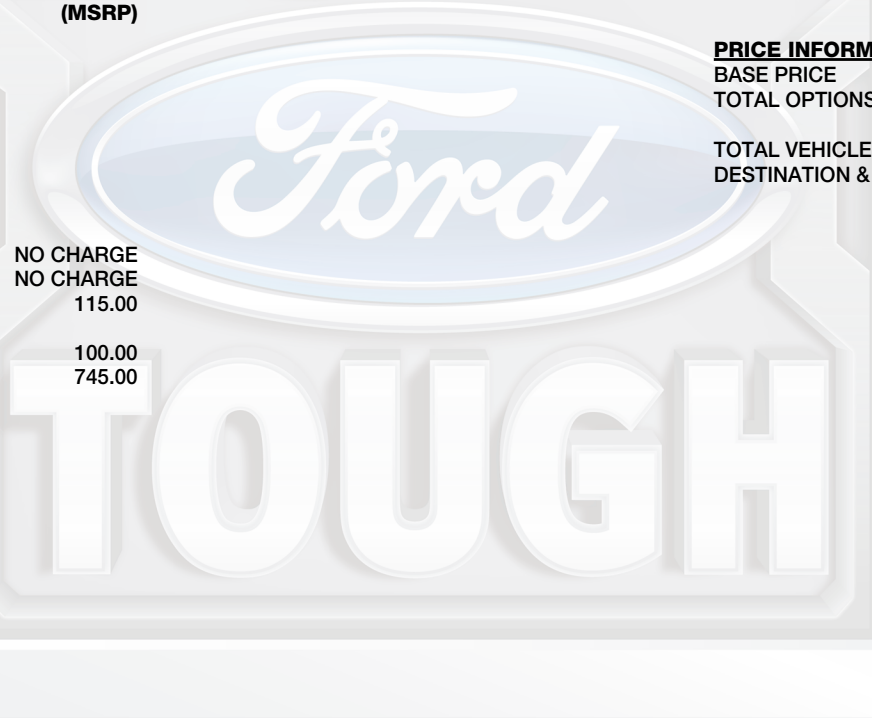 (MSRP)
NO CHARGE
NO CHARGE
115.00
100.00
745.00
PRICE INFORM
BASE PRICE
TOTAL OPTIONS
TOTAL VEHICLE
DESTINATION &
Ford
TOUGH